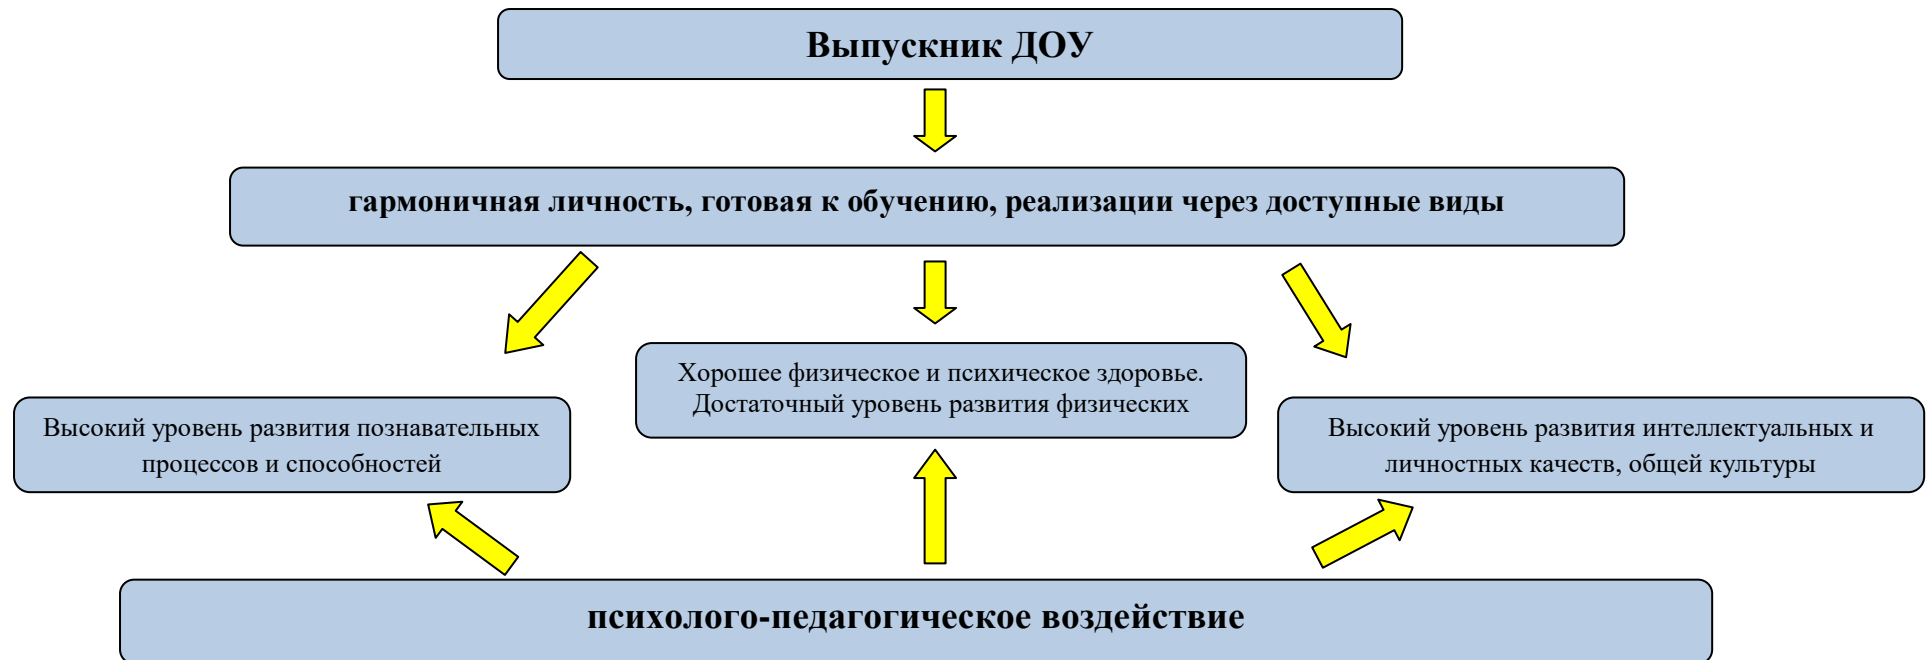 Выпускник ДОУ
гармоничная личность, готовая к обучению, реализации через доступные виды
Хорошее физическое и психическое здоровье.
Достаточный уровень развития физических
Высокий уровень развития познавательных
процессов и способностей
Высокий уровень развития интеллектуальных и
личностных качеств, общей культуры
психолого-педагогическое воздействие